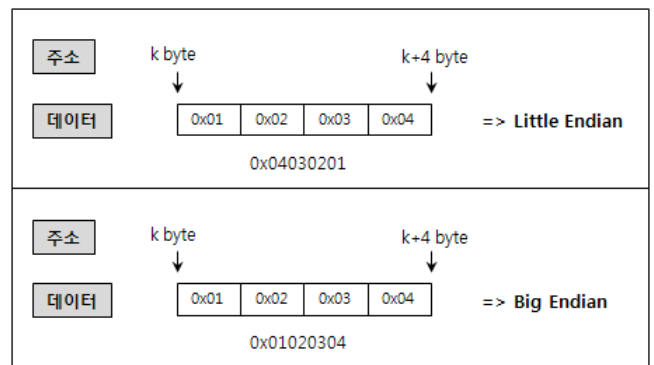 주소 k byte k+4 byte
데이터 0x01 0x02 0x03 0x04 => Little Endian
0x04030201
주소 k byte k+4 byte
데이터 0x01 0x02 0x03 0x04 => Big Endian
0x01020304